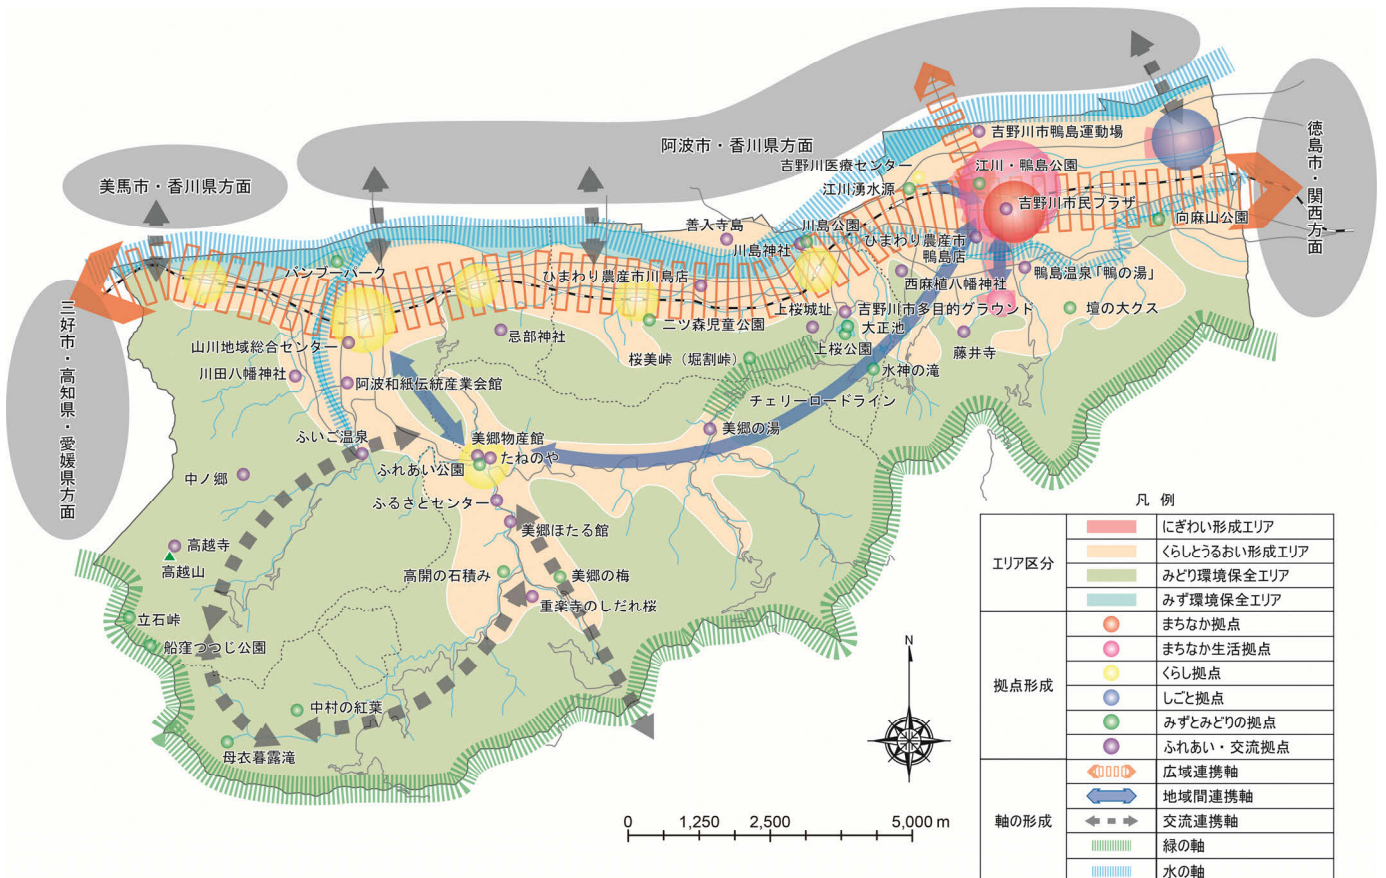 阿波市・香川県方面
美馬市・香川県方面
徳島市・関西方面
三好市・高知県・愛媛県方面
吉野川市鴨島運動場
吉野川医療センター
江川・鴨島公園
江川湧水源
吉野川市民プラザ
向麻山公園
善入寺島
川島公園
川島神社
ひまわり農産市
鴨島店
バンブーパーク
ひまわり農産市川島店
西麻植八幡神社
鴨島温泉「鴨の湯」
上桜城址
吉野川市多目的グラウンド
壇の大クス
二ツ森児童公園
大正池
忌部神社
山川地域総合センター
上桜公園
藤井寺
桜美峠（堀割峠）
水神の滝
川田八幡神社
阿波和紙伝統産業会館
チェリーロードライン
美郷の湯
ふいご温泉
美郷物産館
たねのや
ふれあい公園
中ノ郷
ふるさとセンター
美郷ほたる館
高越寺
高越山
高開の石積み
美郷の梅
重楽寺のしだれ桜
立石峠
船窪つつじ公園
中村の紅葉
母衣暮露滝
N
0 1,250 2,500 5,000 m
凡 例
エリア区分
にぎわい形成エリア
くらしとうるおい形成エリア
みどり環境保全エリア
みず環境保全エリア
拠点形成
まちなか拠点
まちなか生活拠点
くらし拠点
しごと拠点
みずとみどりの拠点
ふれあい・交流拠点
軸の形成
広域連携軸
地域間連携軸
交流連携軸
緑の軸
水の軸